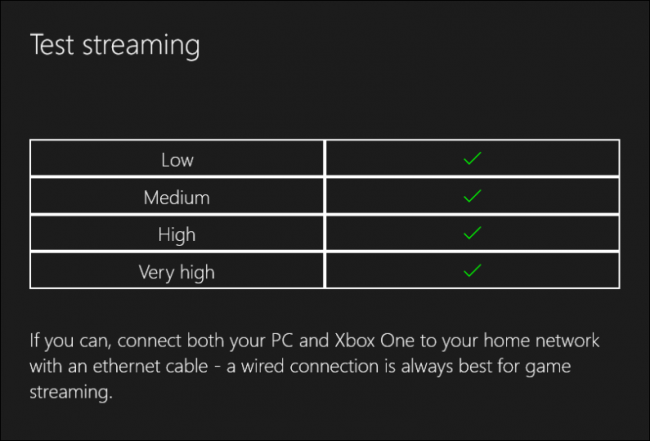 Test streaming
Low
Medium
High
Very high
If you can, connect both your PC and Xbox One to your home network
with an ethernet cable - a wired connection is always best for game
streaming.